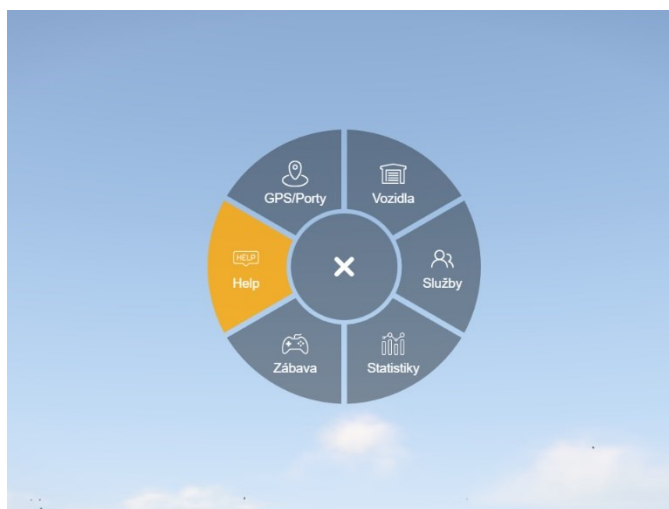 GPS/Porty
Vozidla
HELP
Help
Služby
Zábava
Statistiky